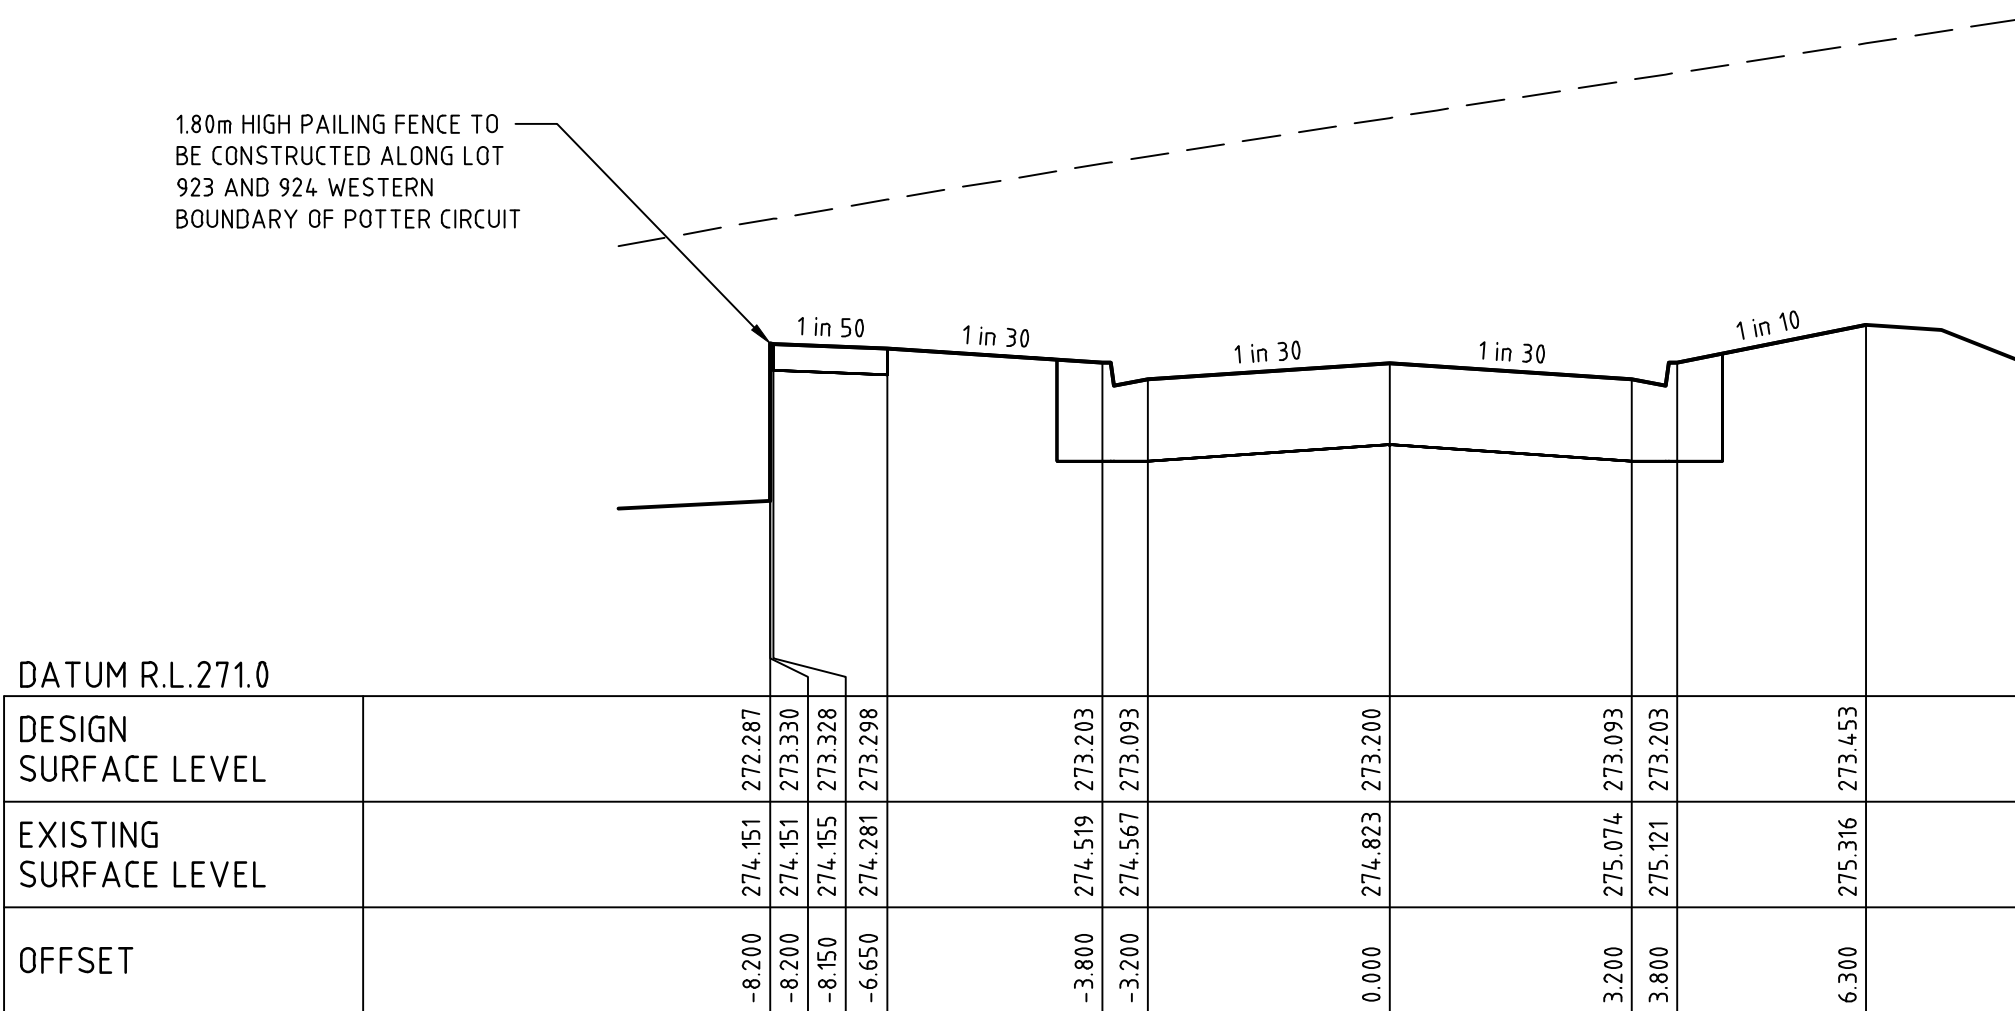 1.80m HIGH PAILING FENCE TO
BE CONSTRUCTED ALONG LOT
923 AND 924 WESTERN
BOUNDARY OF POTTER CIRCUIT
1 in 50
1 in 30
1 in 30
1 in 30
1 in 10
DATUM R.L.271.0
DESIGN
SURFACE LEVEL
272.287
273.330
273.328
273.298
273.203
273.093
273.200
273.093
273.203
273.453
EXISTING
SURFACE LEVEL
274.151
274.151
274.155
274.281
274.519
274.567
274.823
275.074
275.121
275.316
OFFSET
-8.200
-8.200
-8.150
-6.650
-3.800
-3.200
0.000
3.200
3.800
6.300